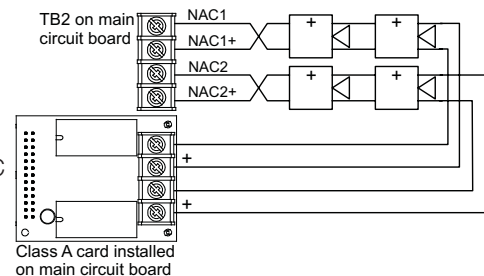 TB2 on main
circuit board
NAC1
NAC1+
NAC2
NAC2+
+
+
+
+
+
+
Class A card installed
on main circuit board